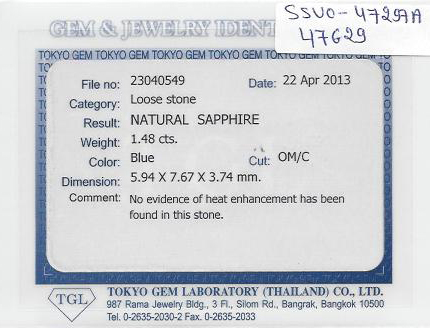 GEM & JEWELRY IDENT
SSVO-47297A
47G29
TOKYO GEM TOKYO GEM TOKYO GEM TOKYO GEM TOKYO GEM TOKYO GEM
File no: 23040549 Date: 22 Apr 2013
Category: Loose stone
Result: NATURAL SAPPHIRE
Weight: 1.48 cts.
Color: Blue Cut: OM/C
Dimension: 5.94 X 7.67 X 3.74 mm.
Comment: No evidence of heat enhancement has been
found in this stone.
TGL
TOKYO GEM LABORATORY (THAILAND) CO., LTD.
987 Rama Jewelry Bldg., 3 Fl., Silom Rd., Bangrak, Bangkok 10500
Tel. 0-2635-2030-2 Fax. 0-2635-2033